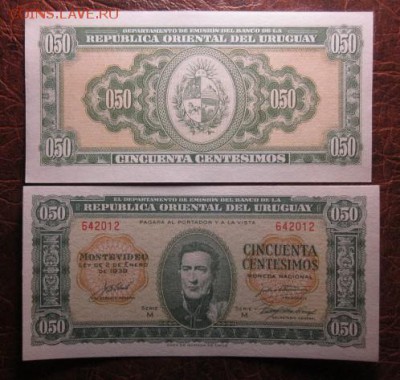 COINS.LAVE.RU
DEPARTAMENTO DE EMISIÓN DEL BANCO DE LA
REPUBLICA ORIENTAL DEL URUGUAY
0.50 0.50
0.50 0.50
0.50 0.50
CINCUENTA CENTESIMOS
EL DEPARTAMENTO DE EMISIÓN DEL BANCO DE LA
REPUBLICA ORIENTAL DEL URUGUAY
0.50 0.50
PAGARÁ AL PORTADOR Y A LA VISTA
642012 642012
MONTEVIDEO
LEY DE 2 DE ENERO
DE 1939
CINCUENTA
CENTESIMOS
MONEDA NACIONAL
SERIE SERIE
M M
0.50 0.50